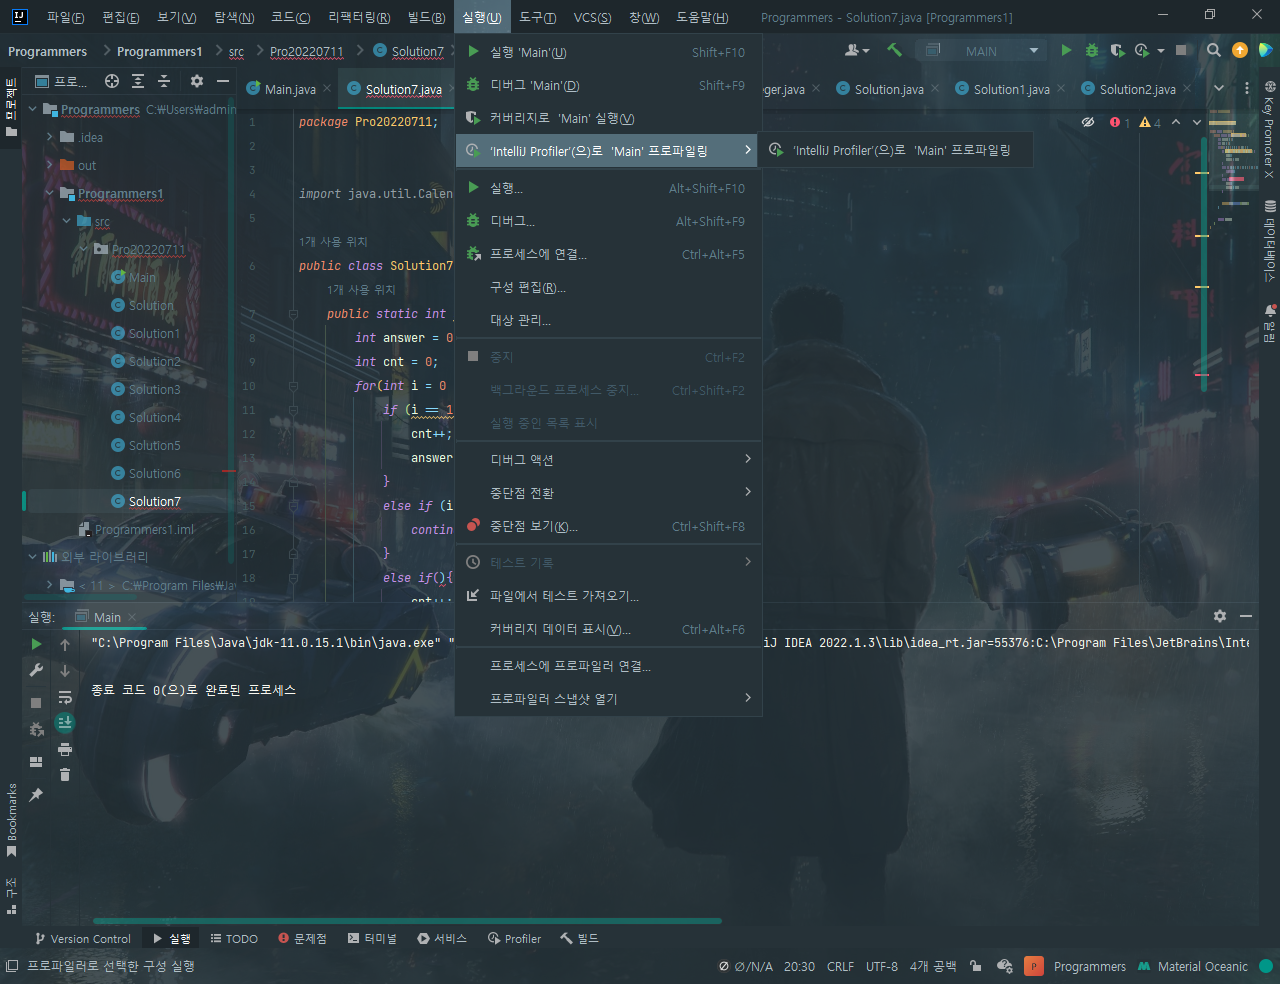 파일(F) 편집(E) 보기(V) 탐색(N) 코드(C) 리팩터링(R) 빌드(B) 실행(U) 도구(T) VCS(S) 창(W) 도움말(H) Programmers - Solution7.java [Programmers1]
Programmers Programmers1 src Pro20220711 Solution7 MAIN
프로젝트
프로...
Main.java Solution7.java eger.java Solution.java Solution1.java Solution2.java
Programmers C:₩Users₩admin
.idea
out
Programmers1
src
Pro20220711
Main
Solution
Solution1
Solution2
Solution3
Solution4
Solution5
Solution6
Solution7
Programmers1.iml
외부 라이브러리
< 11 > C:₩Program Files₩Ja
1 package Pro20220711;
2
3
4 import java.util.Calen
5
1개 사용 위치
6 public class Solution7
1개 사용 위치
7 public static int
8 int answer = 0
9 int cnt = 0;
10 for(int i = 0
11 if (i == 1
12 cnt++;
13 answer
14 }
15 else if (i
16 contin
17 }
18 else if(){
cnt++;
1 4
실행 'Main'(U) Shift+F10
디버그 'Main'(D) Shift+F9
커버리지로 'Main' 실행(V)
'IntelliJ Profiler'(으)로 'Main' 프로파일링
'IntelliJ Profiler'(으)로 'Main' 프로파일링
실행... Alt+Shift+F10
디버그... Alt+Shift+F9
프로세스에 연결... Ctrl+Alt+F5
구성 편집(R)...
대상 관리...
중지 Ctrl+F2
백그라운드 프로세스 중지... Ctrl+Shift+F2
실행 중인 목록 표시
디버그 액션
중단점 전환
중단점 보기(K)... Ctrl+Shift+F8
테스트 기록
파일에서 테스트 가져오기...
커버리지 데이터 표시(V)... Ctrl+Alt+F6
프로세스에 프로파일러 연결...
프로파일러 스냅샷 열기
Key Promoter X
데이터베이스
알림
실행: Main
"C:\Program Files\Java\jdk-11.0.15.1\bin\java.exe" " iJ IDEA 2022.1.3\lib\idea_rt.jar=55376:C:\Program Files\JetBrains\Inte
종료 코드 0(으)로 완료된 프로세스
Bookmarks
구조
Version Control 실행 TODO 문제점 터미널 서비스 Profiler 빌드
프로파일러로 선택한 구성 실행 Ø/N/A 20:30 CRLF UTF-8 4개 공백 P Programmers Material Oceanic